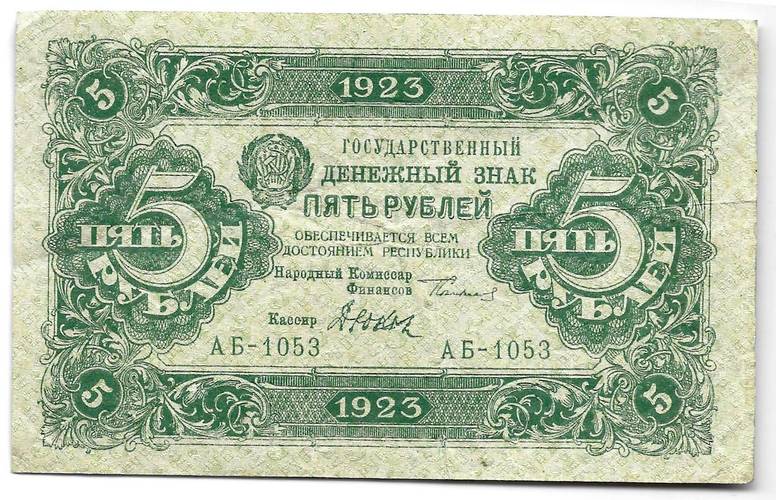 5 1923 5
ГОСУДАРСТВЕННЫЙ
ДЕНЕЖНЫЙ ЗНАК
ПЯТЬ РУБЛЕЙ
ОБЕСПЕЧИВАЕТСЯ ВСЕМ
ДОСТОЯНИЕМ РЕСПУБЛИКИ
5
ПЯТЬ
РУБЛЕЙ
5
ПЯТЬ
РУБЛЕЙ
Народный Комиссар
Финансов
Кассир
АБ-1053 АБ-1053
5 1923 5